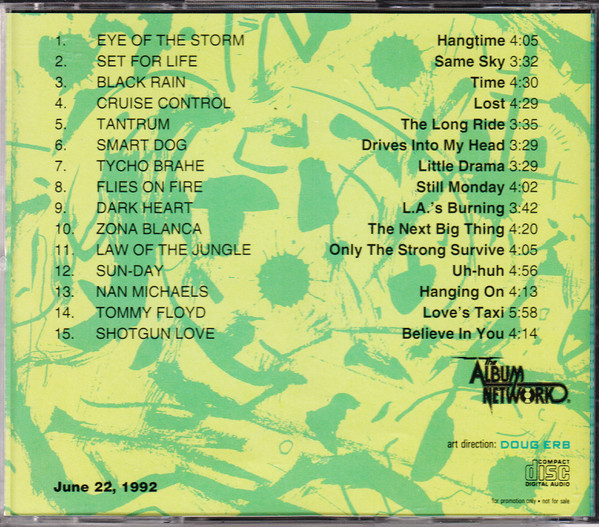 1. EYE OF THE STORM Hangtime 4:05
2. SET FOR LIFE Same Sky 3:32
3. BLACK RAIN Time 4:30
4. CRUISE CONTROL Lost 4:29
5. TANTRUM The Long Ride 3:35
6. SMART DOG Drives Into My Head 3:29
7. TYCHO BRAHE Little Drama 3:29
8. FLIES ON FIRE Still Monday 4:02
9. DARK HEART L.A.'s Burning 3:42
10. ZONA BLANCA The Next Big Thing 4:20
11. LAW OF THE JUNGLE Only The Strong Survive 4:05
12. SUN-DAY Uh-huh 4:56
13. NAN MICHAELS Hanging On 4:13
14. TOMMY FLOYD Love's Taxi 5:58
15. SHOTGUN LOVE Believe In You 4:14
The
ALBUM
NETWORK
art direction: DOUG ERB
COMPACT
disc
DIGITAL AUDIO
June 22, 1992
for promotion only • not for sale